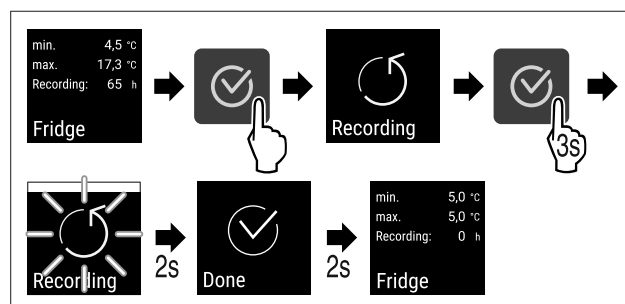 min. 4,5 °C
max. 17,3 °C
Recording: 65 h
Fridge
Recording
3s
Recording
2s
Done
2s
min. 5,0 °C
max. 5,0 °C
Recording: 0 h
Fridge